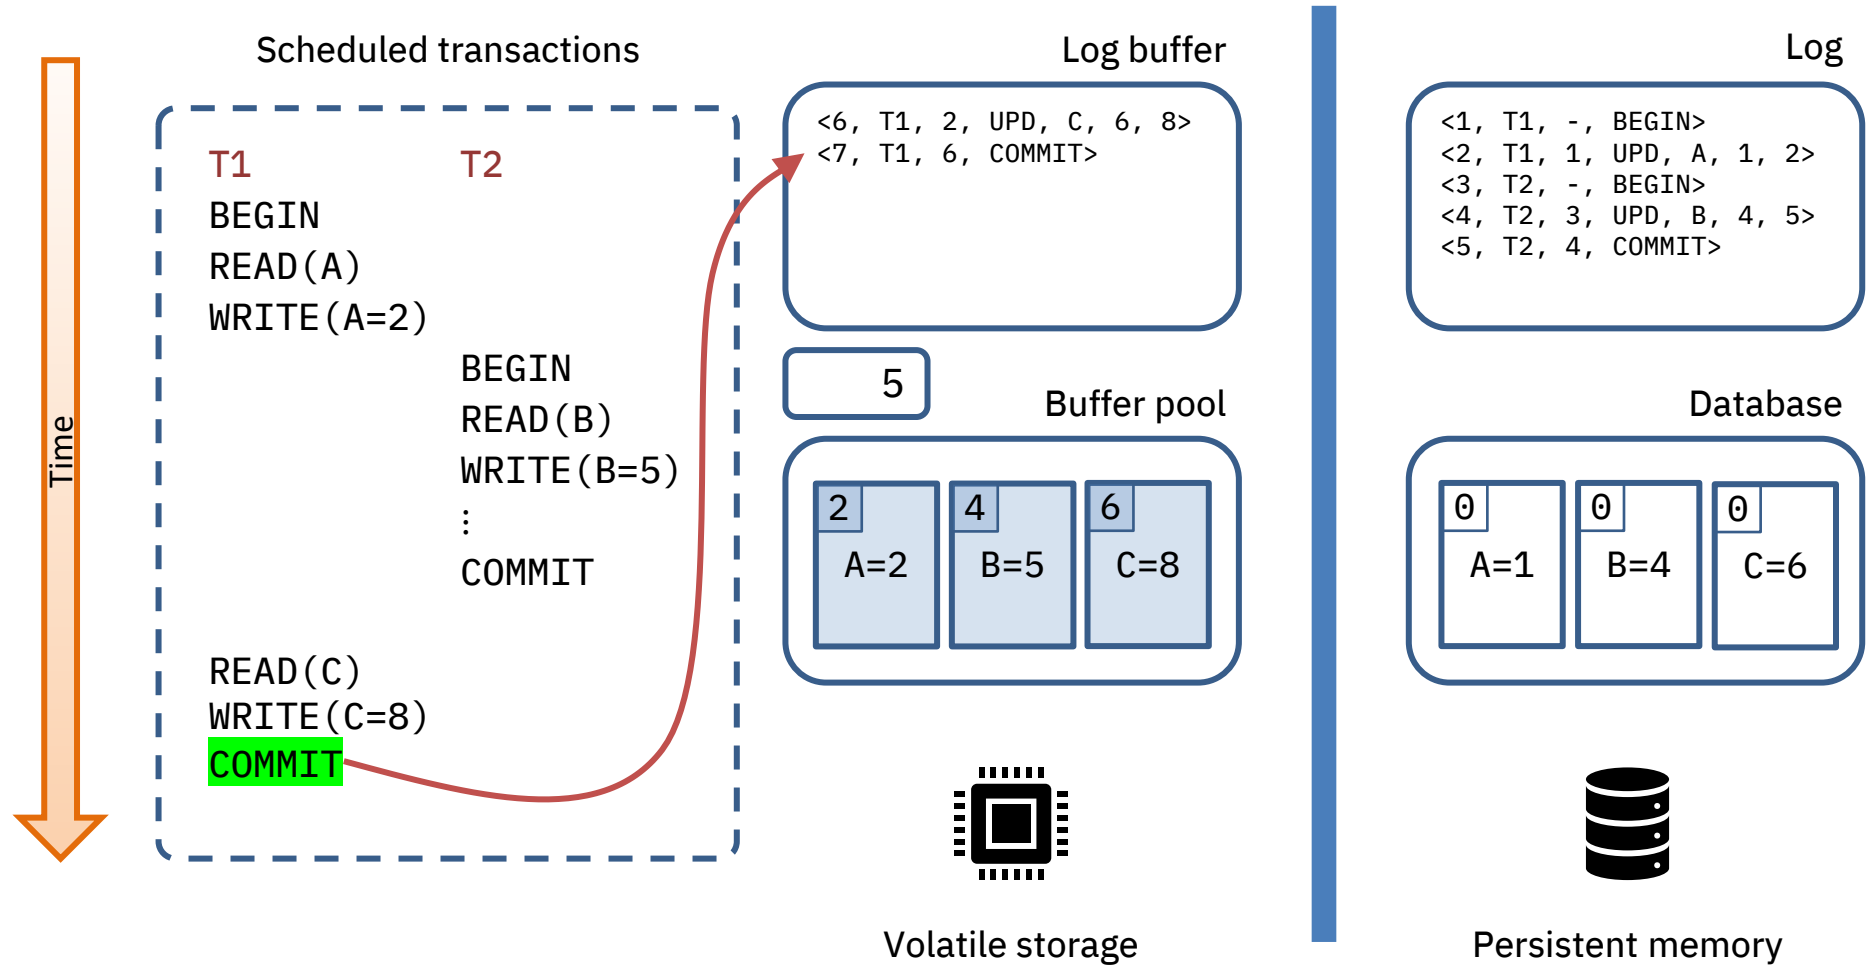 Time
Scheduled transactions
T1
T2
BEGIN
READ(A)
WRITE(A=2)
BEGIN
READ(B)
WRITE(B=5)
⋮
COMMIT
READ(C)
WRITE(C=8)
COMMIT
Log buffer
<6, T1, 2, UPD, C, 6, 8>
<7, T1, 6, COMMIT>
5
Buffer pool
2
A=2
4
B=5
6
C=8
Volatile storage
Log
<1, T1, -, BEGIN>
<2, T1, 1, UPD, A, 1, 2>
<3, T2, -, BEGIN>
<4, T2, 3, UPD, B, 4, 5>
<5, T2, 4, COMMIT>
Database
0
A=1
0
B=4
0
C=6
Persistent memory